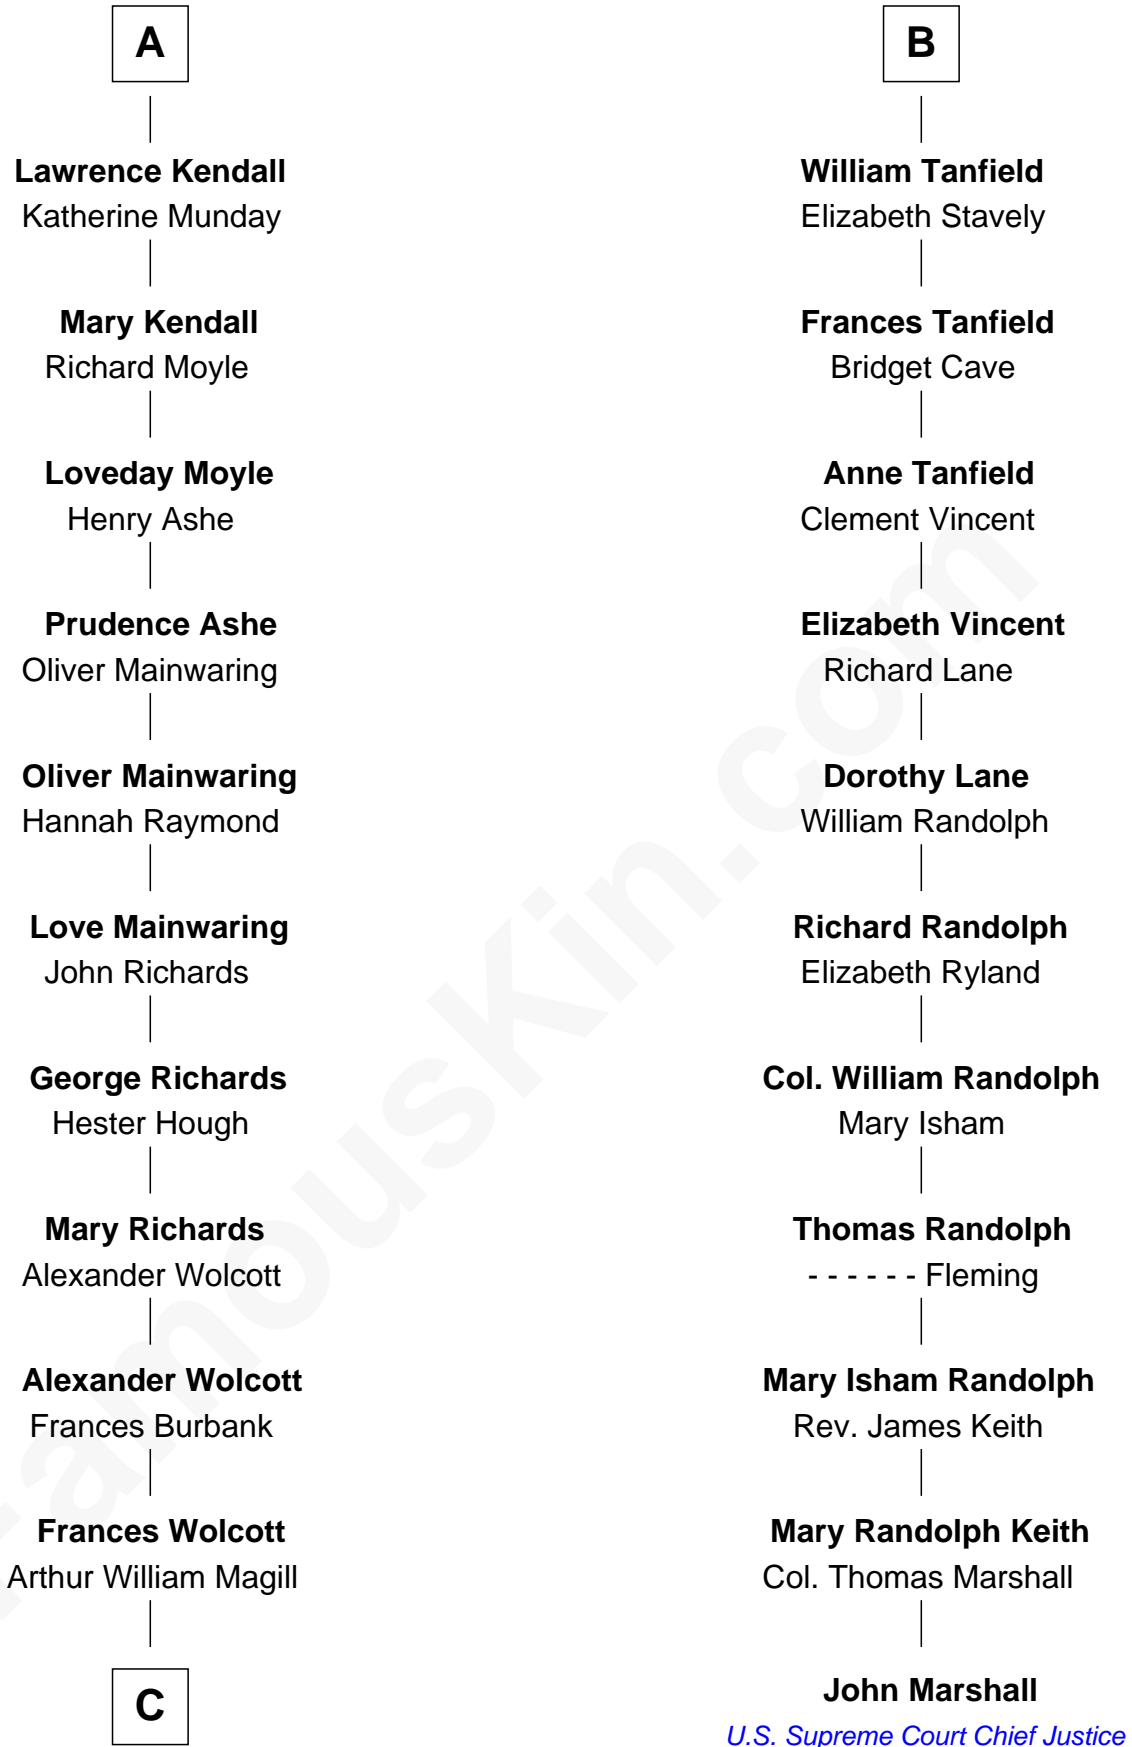 A
Lawrence Kendall
Katherine Munday
Mary Kendall
Richard Moyle
Loveday Moyle
Henry Ashe
Prudence Ashe
Oliver Mainwaring
Oliver Mainwaring
Hannah Raymond
Love Mainwaring
John Richards
George Richards
Hester Hough
Mary Richards
Alexander Wolcott
Alexander Wolcott
Frances Burbank
Frances Wolcott
Arthur William Magill
C
B
William Tanfield
Elizabeth Stavely
Frances Tanfield
Bridget Cave
Anne Tanfield
Clement Vincent
Elizabeth Vincent
Richard Lane
Dorothy Lane
William Randolph
Richard Randolph
Elizabeth Ryland
Col. William Randolph
Mary Isham
Thomas Randolph
- - - - - - Fleming
Mary Isham Randolph
Rev. James Keith
Mary Randolph Keith
Col. Thomas Marshall
John Marshall
U.S. Supreme Court Chief Justice
FamousKin.com